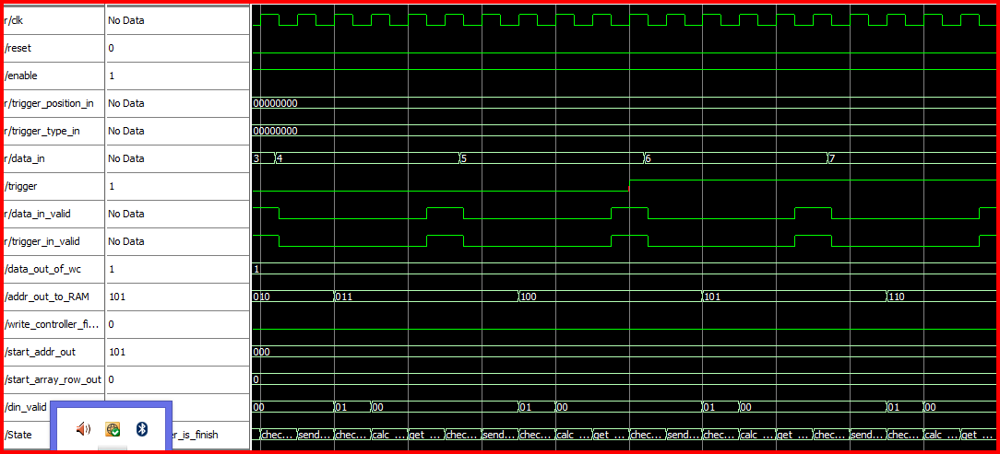 r/clk No Data
/reset 0
/enable 1
r/trigger_position_in No Data 00000000
r/trigger_type_in No Data 00000000
r/data_in No Data 3 4 5 6 7
/trigger 1
r/data_in_valid No Data
r/trigger_in_valid No Data
/data_out_of_wc 1 1
/addr_out_to_RAM 101 010 011 100 101 110
/write_controller_fi... 0
/start_addr_out 101 000
/start_array_row_out 0 0
/din_valid 00 01 00 01 00 01 00 01 00
/State er_is_finish chec... send... chec... calc ... get ... chec... send... chec... calc ... get ... chec... send... chec... calc ... get ... chec... send... chec... calc ... get ...